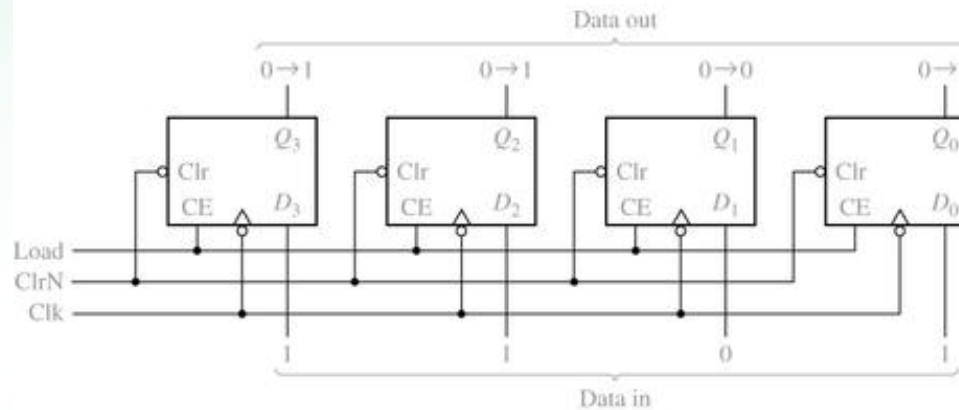 Data out
0→1 0→1 0→0 0→
Q3 Q2 Q1 Q0
Clr Clr Clr Clr
CE D3 CE D2 CE D1 CE D0
Load
ClrN
Clk
1 1 0 1
Data in